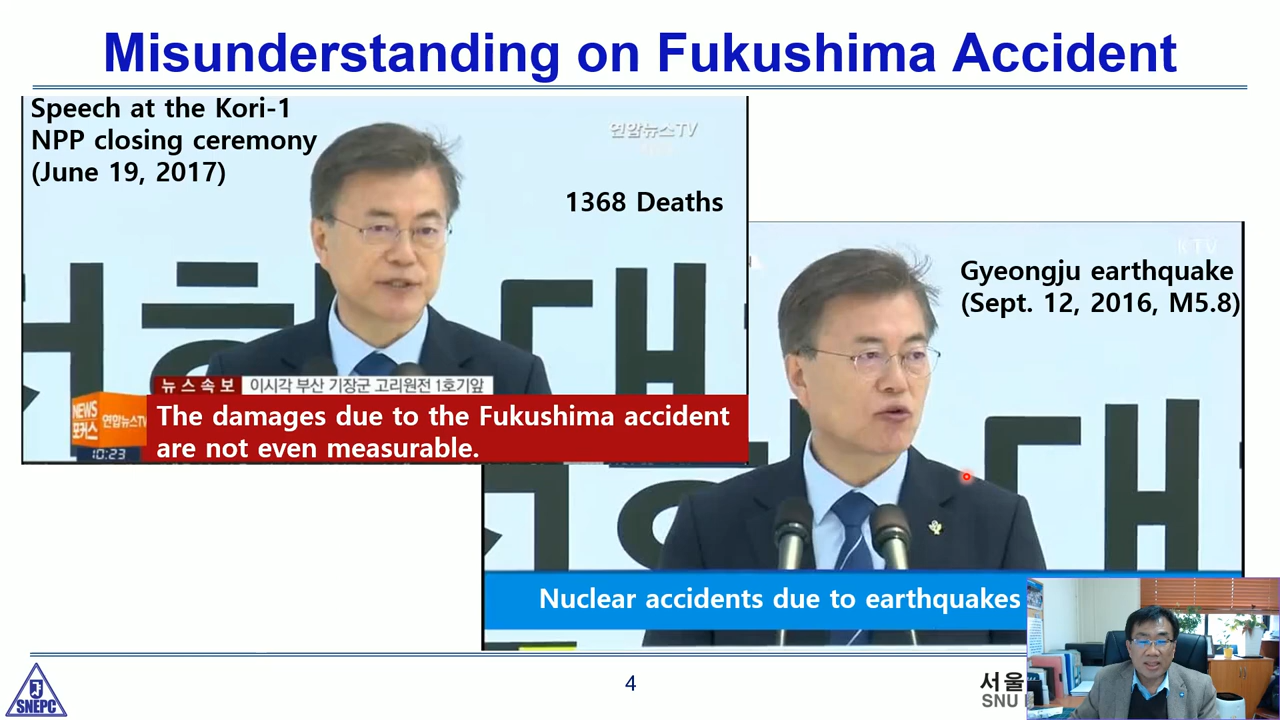 Misunderstanding on Fukushima Accident
Speech at the Kori-1
NPP closing ceremony
(June 19, 2017)
연합뉴스TV
1368 Deaths
뉴스속보 이시각 부산 기장군 고리원전 1호기앞
NEWS
포커스
연합뉴스TV
10:23
The damages due to the Fukushima accident
are not even measurable.
KTV
Gyeongju earthquake
(Sept. 12, 2016, M5.8)
대
Nuclear accidents due to earthquakes
SNEPC
4
서울
SNU